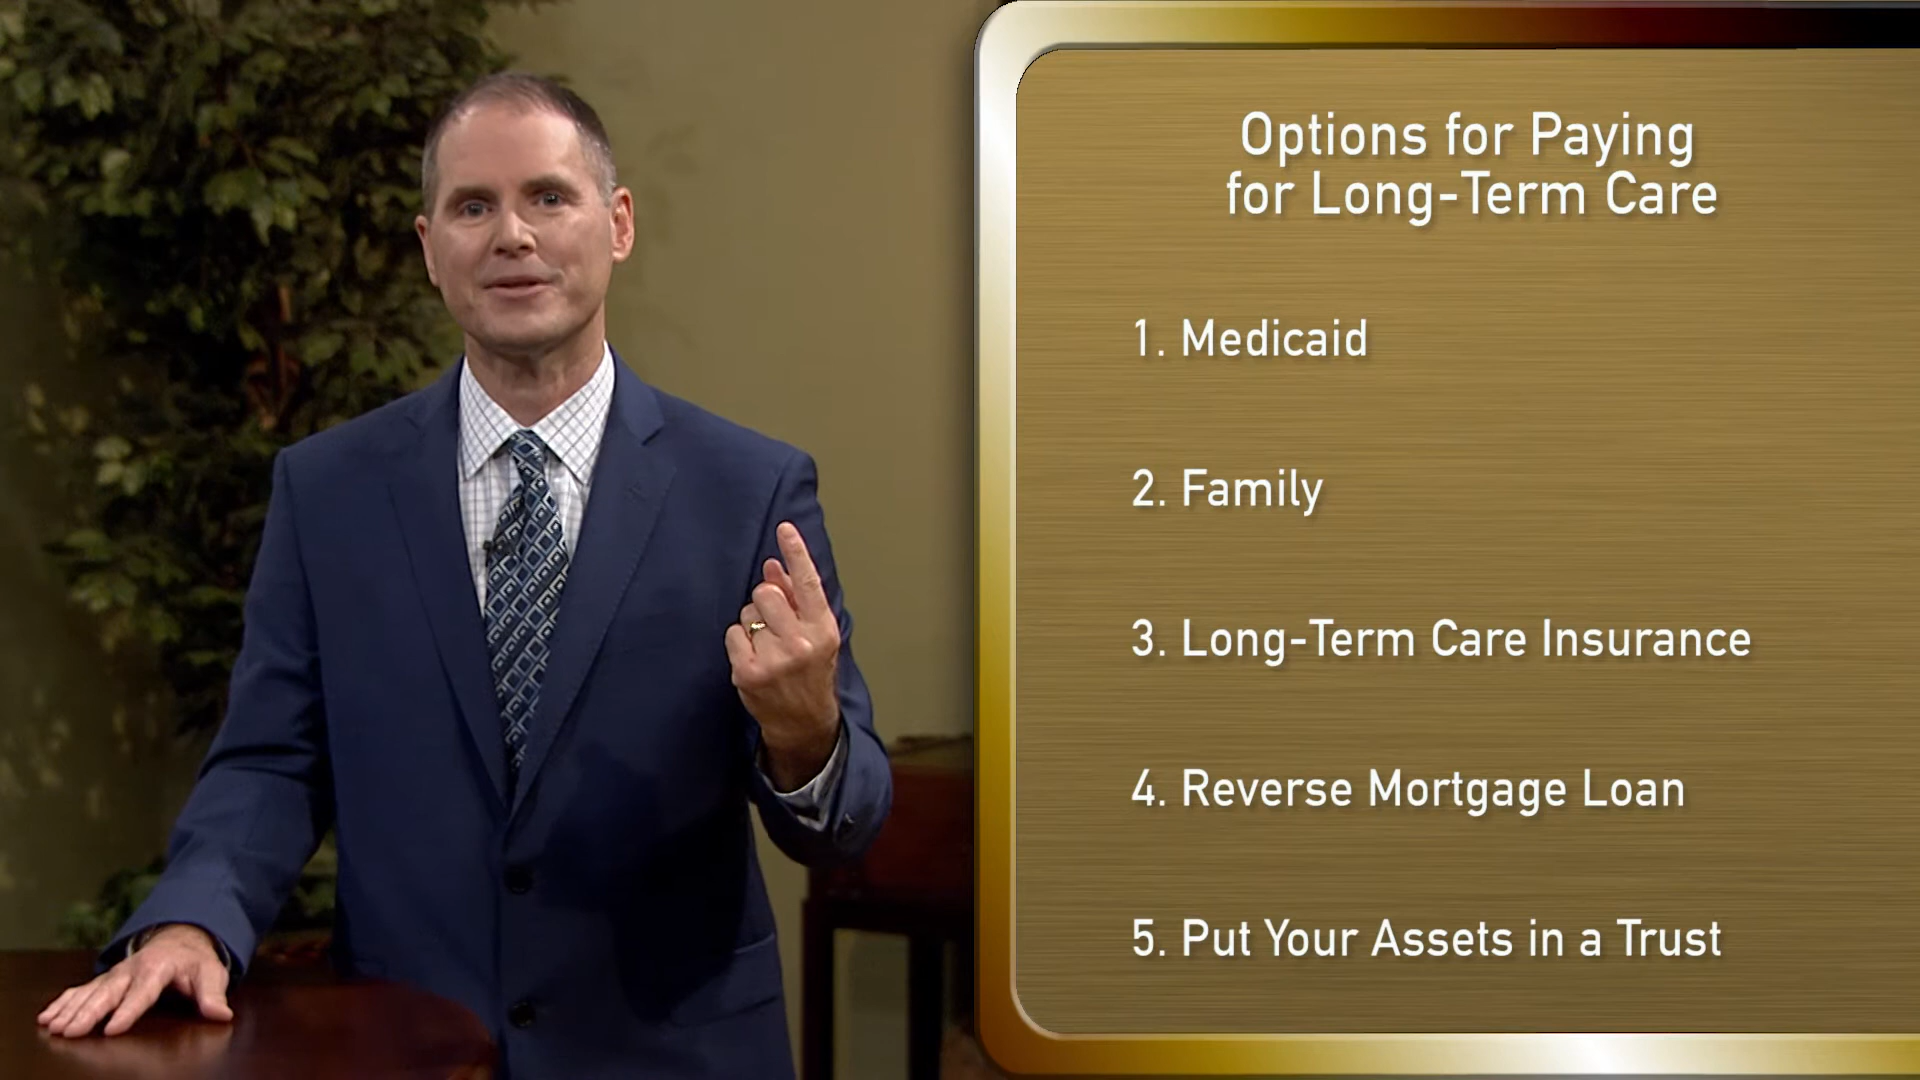 Options for Paying
for Long-Term Care
1. Medicaid
2. Family
3. Long-Term Care Insurance
4. Reverse Mortgage Loan
5. Put Your Assets in a Trust